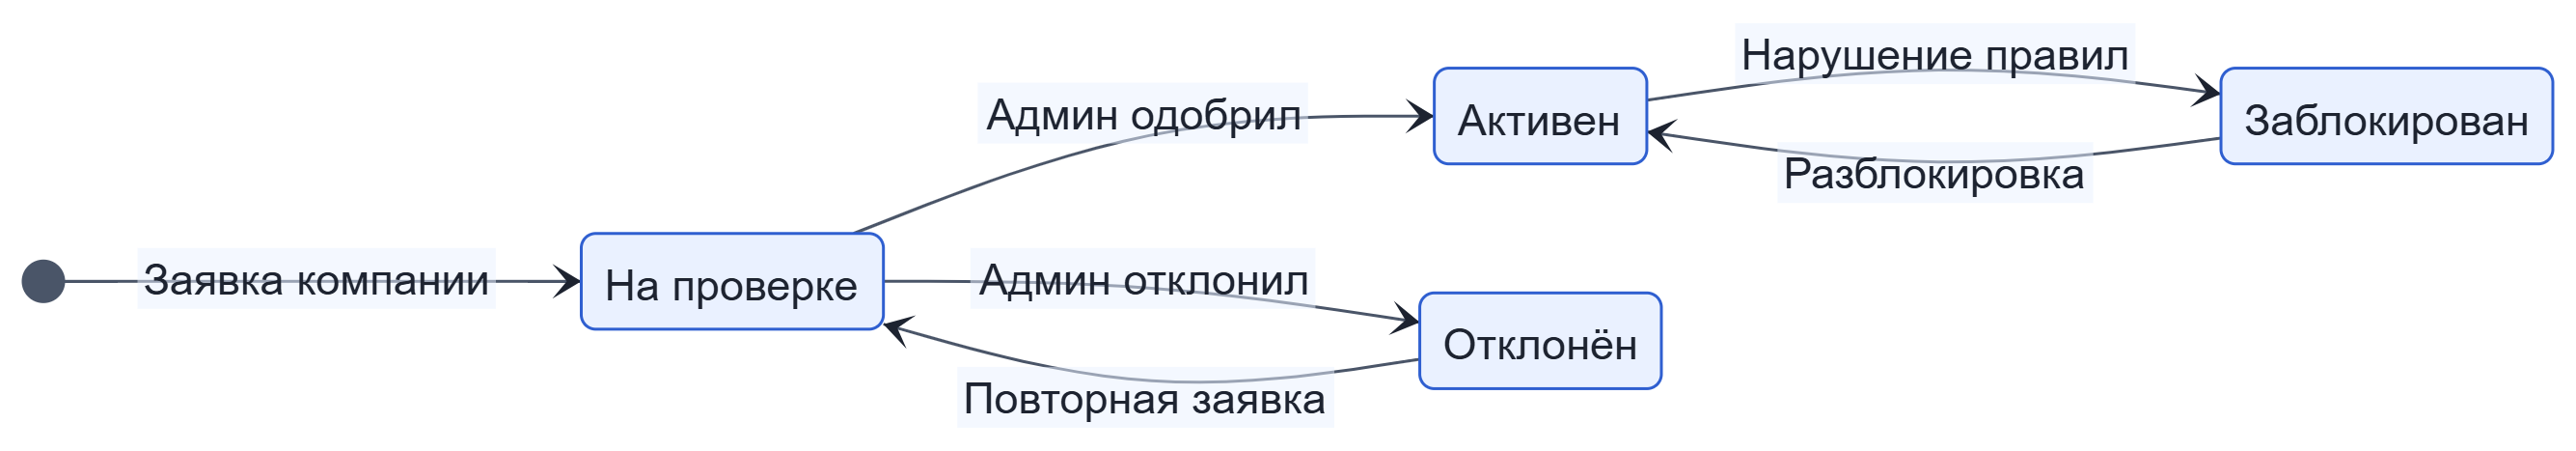 Заявка компании
На проверке
Админ одобрил
Активен
Нарушение правил
Заблокирован
Разблокировка
Админ отклонил
Отклонён
Повторная заявка